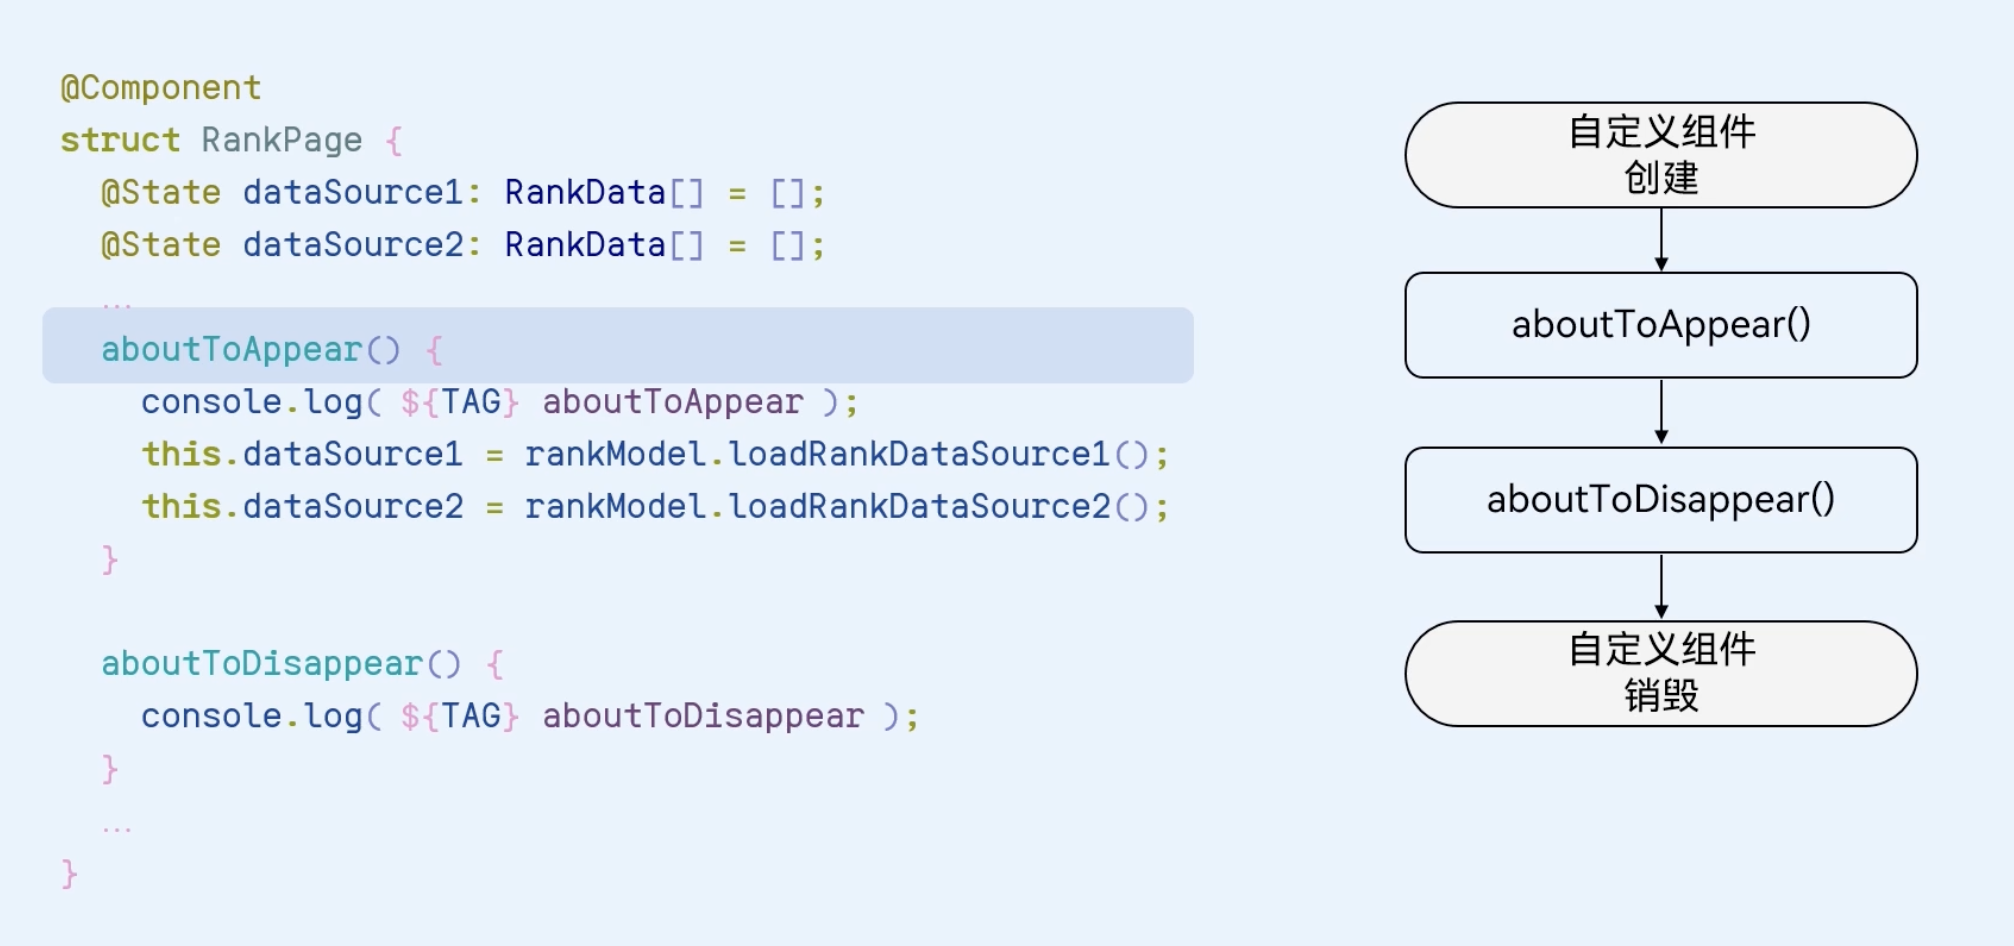 @Component
struct RankPage {
@State dataSource1: RankData[] = [];
@State dataSource2: RankData[] = [];
...
aboutToAppear() {
console.log( ${TAG} aboutToAppear );
this.dataSource1 = rankModel.loadRankDataSource1();
this.dataSource2 = rankModel.loadRankDataSource2();
}
aboutToDisappear() {
console.log( ${TAG} aboutToDisappear );
}
...
}
自定义组件
创建
aboutToAppear()
aboutToDisappear()
自定义组件
销毁